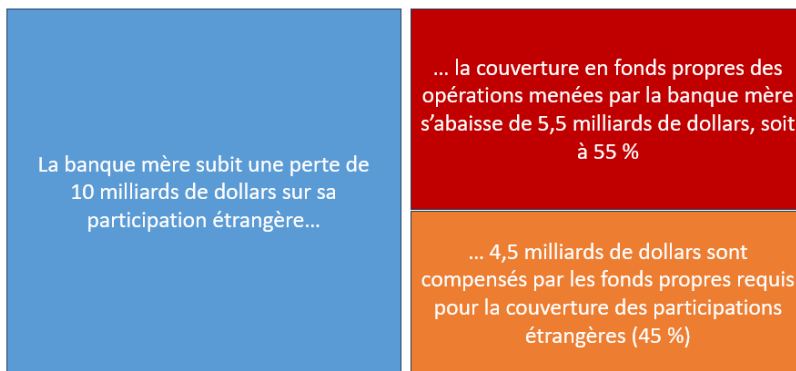 La banque mère subit une perte de
10 milliards de dollars sur sa
participation étrangère…
… la couverture en fonds propres des
opérations menées par la banque mère
s’abaisse de 5,5 milliards de dollars, soit
à 55 %
… 4,5 milliards de dollars sont
compensés par les fonds propres requis
pour la couverture des participations
étrangères (45 %)